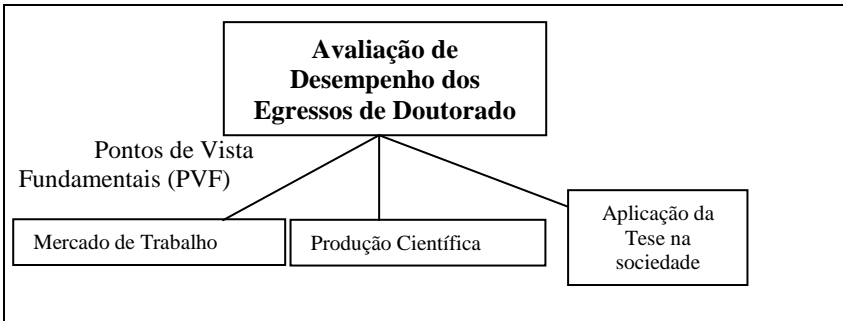 Avaliação de
Desempenho dos
Egressos de Doutorado
Pontos de Vista
Fundamentais (PVF)
Mercado de Trabalho
Produção Científica
Aplicação da
Tese na
sociedade